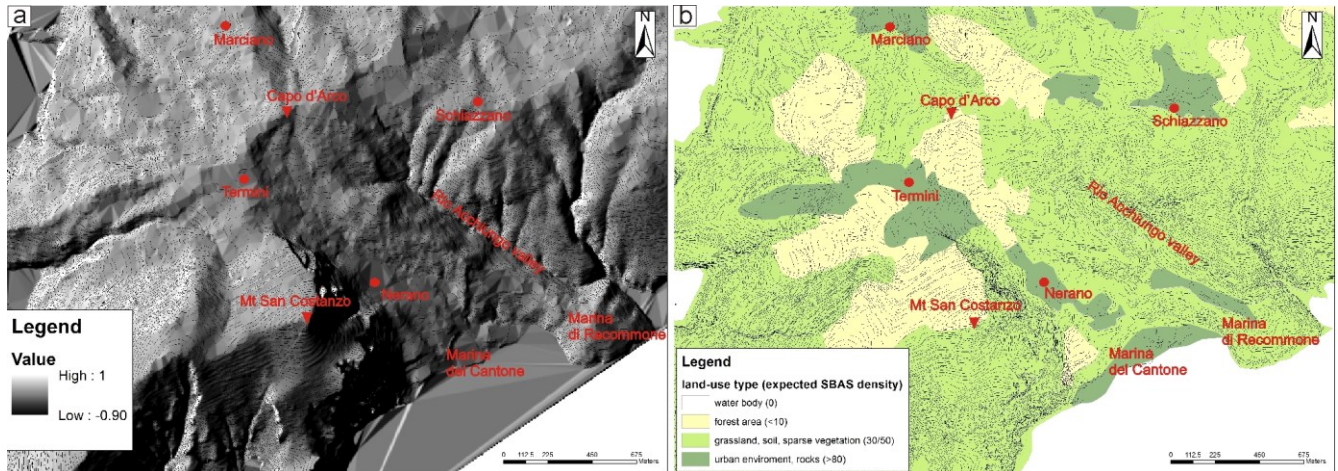 a
N
Marciano
Capo d'Arco
Schiazzano
Termini
Rio Atchiungo valley
Mt San Costanzo
Nerano
Marina
di Recommone
Marina
del Cantone
Legend
Value
High : 1
Low : -0.90
0 112.5 225 450 675
Meters
b
N
Marciano
Capo d'Arco
Schiazzano
Termini
Rio Atchiungo valley
Nerano
Mt San Costanzo
Marina
di Recommone
Marina
del Cantone
Legend
land-use type (expected SBAS density)
water body (0)
forest area (<10)
grassland, soil, sparse vegetation (30/50)
urban enviroment, rocks (>80)
0 112.5 225 450 675
Meters